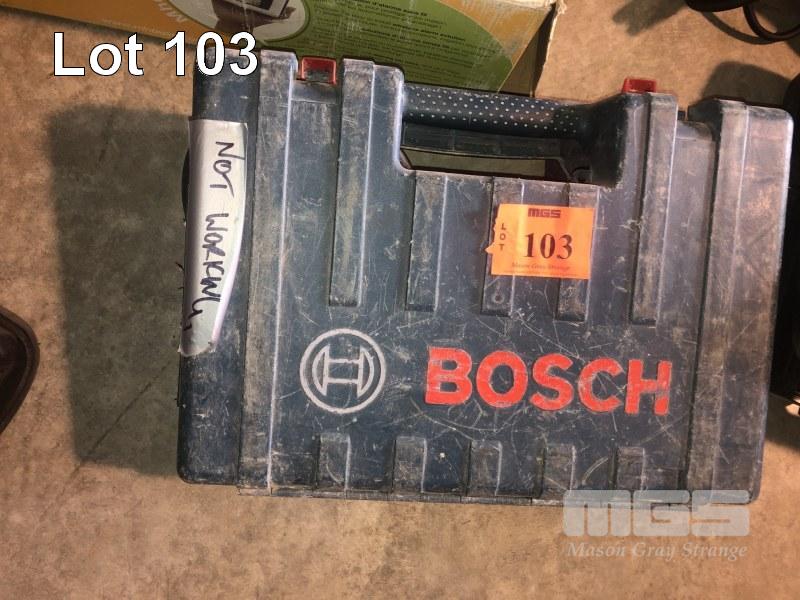 Lot 103
NOT WORKING
MGS
LOT
103
Mason Gray Strange
BOSCH
MGS
Mason Gray Strange